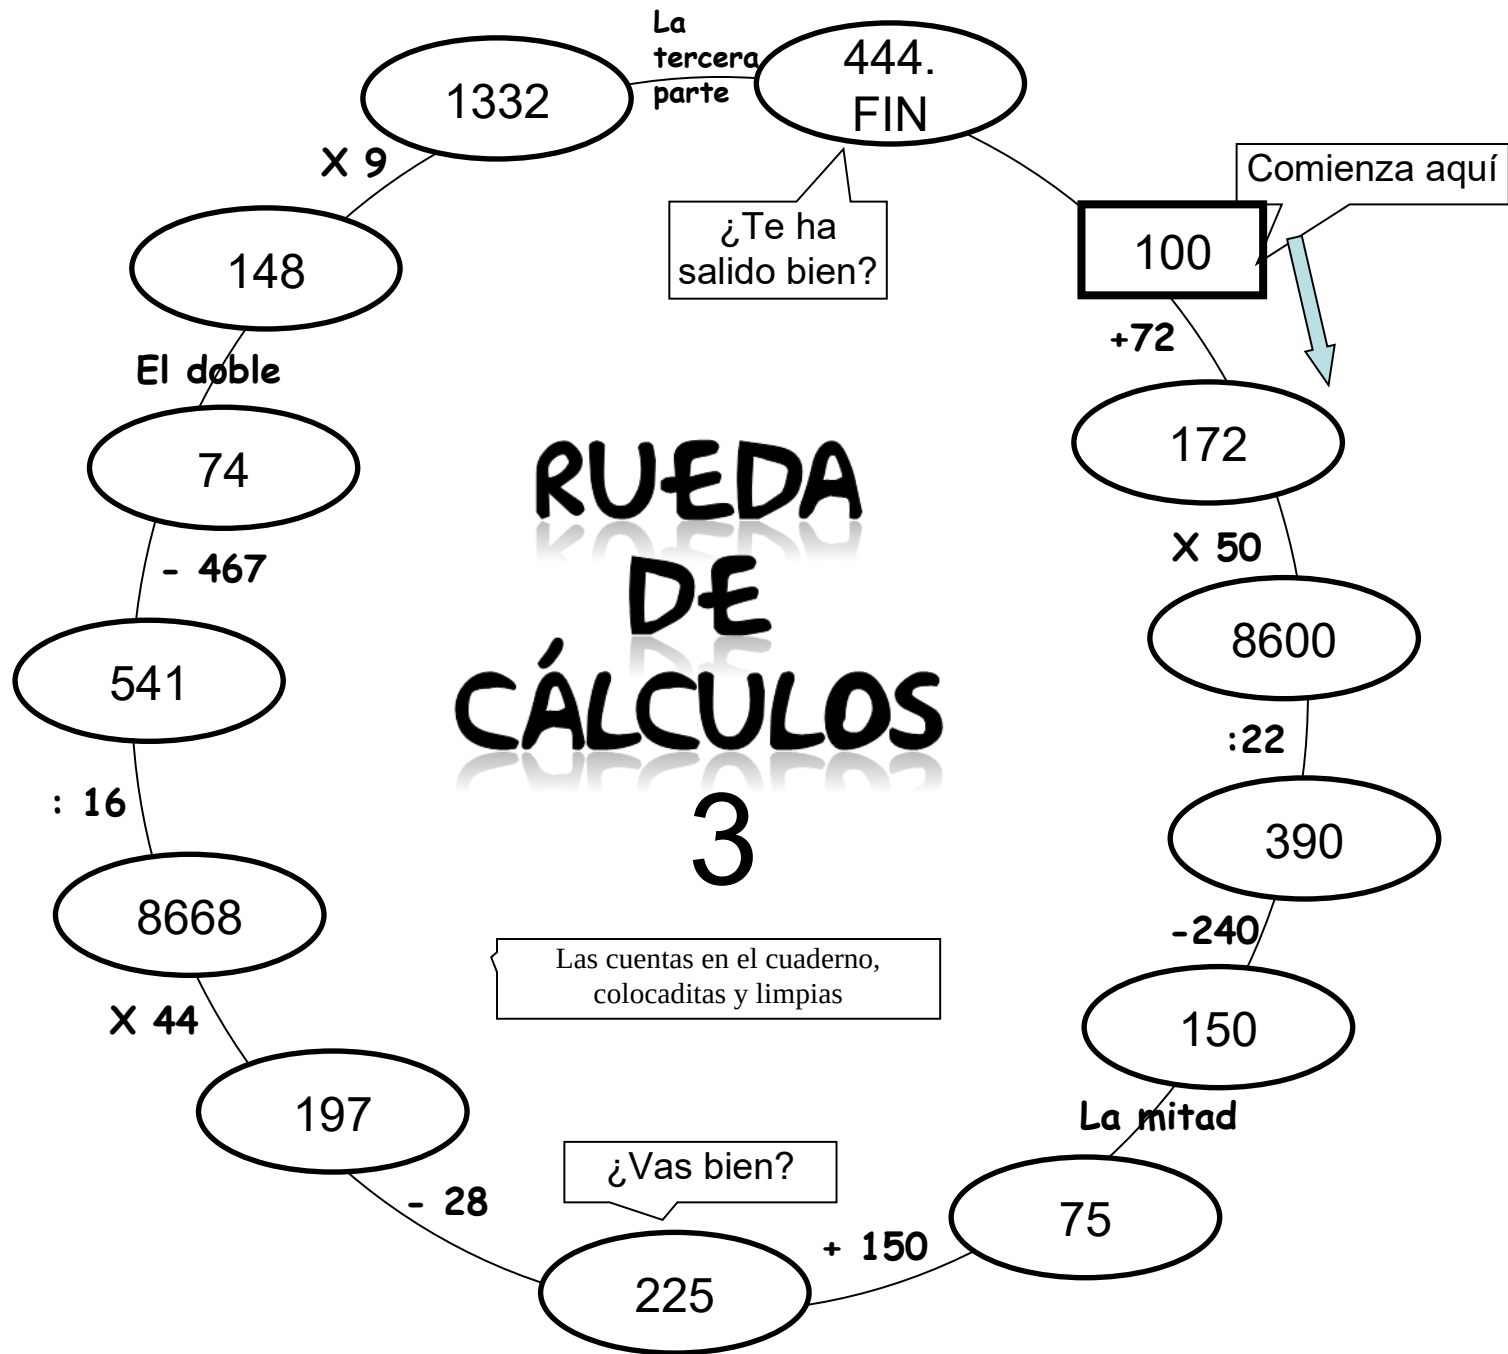 La
tercera
parte
444.
FIN
1332
X 9
Comienza aquí
¿Te ha
salido bien?
100
148
+72
El doble
172
74
RUEDA
DE
CÁLCULOS
3
X 50
- 467
8600
541
:22
: 16
390
8668
-240
Las cuentas en el cuaderno,
colocaditas y limpias
X 44
150
197
La mitad
¿Vas bien?
- 28
75
+ 150
225